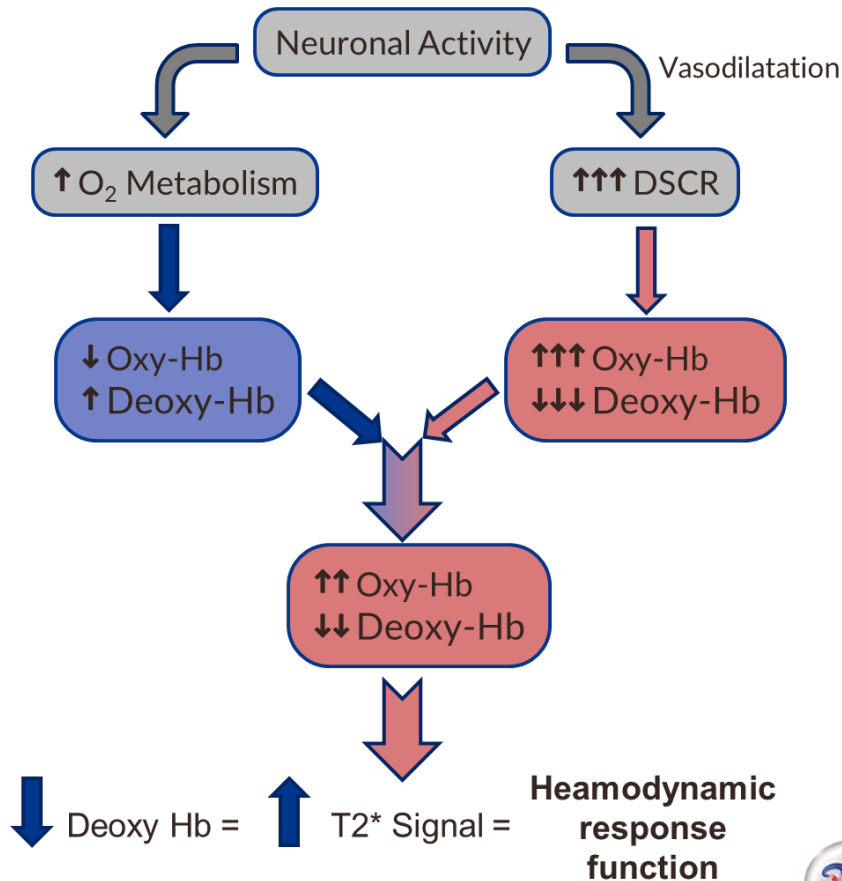 Neuronal Activity
Vasodilatation
↑ O₂ Metabolism
↑↑↑ DSCR
↓ Oxy-Hb
↑ Deoxy-Hb
↑↑↑ Oxy-Hb
↓↓↓ Deoxy-Hb
↑↑ Oxy-Hb
↓↓ Deoxy-Hb
Deoxy Hb = T2* Signal =
Heamodynamic
response
function